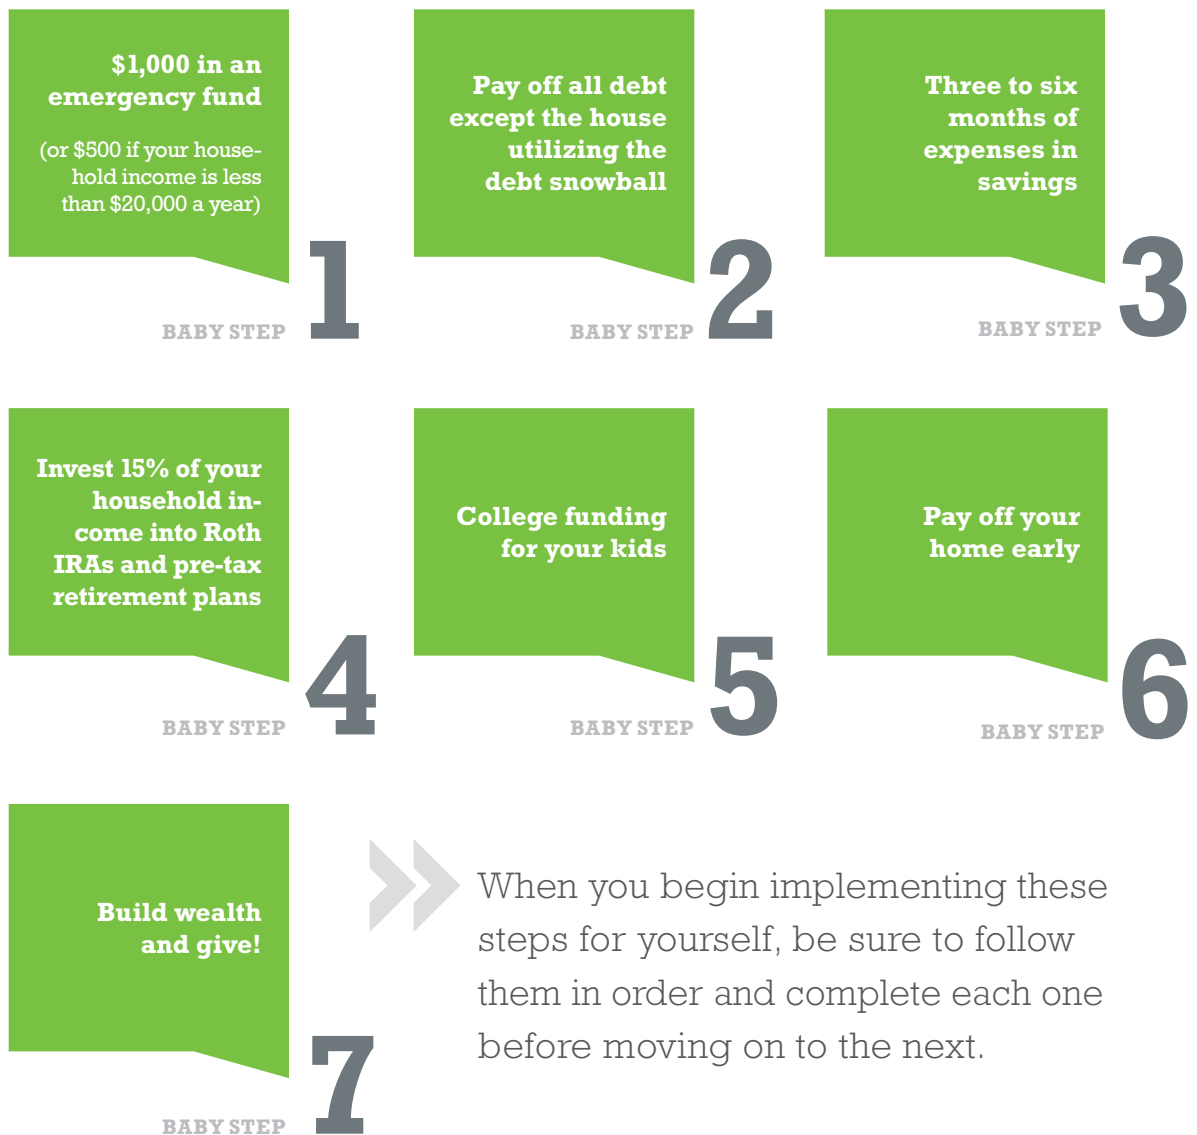 $1,000 in an
emergency fund
(or $500 if your house-
hold income is less
than $20,000 a year)
BABY STEP 1
Pay off all debt
except the house
utilizing the
debt snowball
BABY STEP 2
Three to six
months of
expenses in
savings
BABY STEP 3
Invest 15% of your
household in-
come into Roth
IRAs and pre-tax
retirement plans
BABY STEP 4
College funding
for your kids
BABY STEP 5
Pay off your
home early
BABY STEP 6
Build wealth
and give!
BABY STEP 7
When you begin implementing these
steps for yourself, be sure to follow
them in order and complete each one
before moving on to the next.